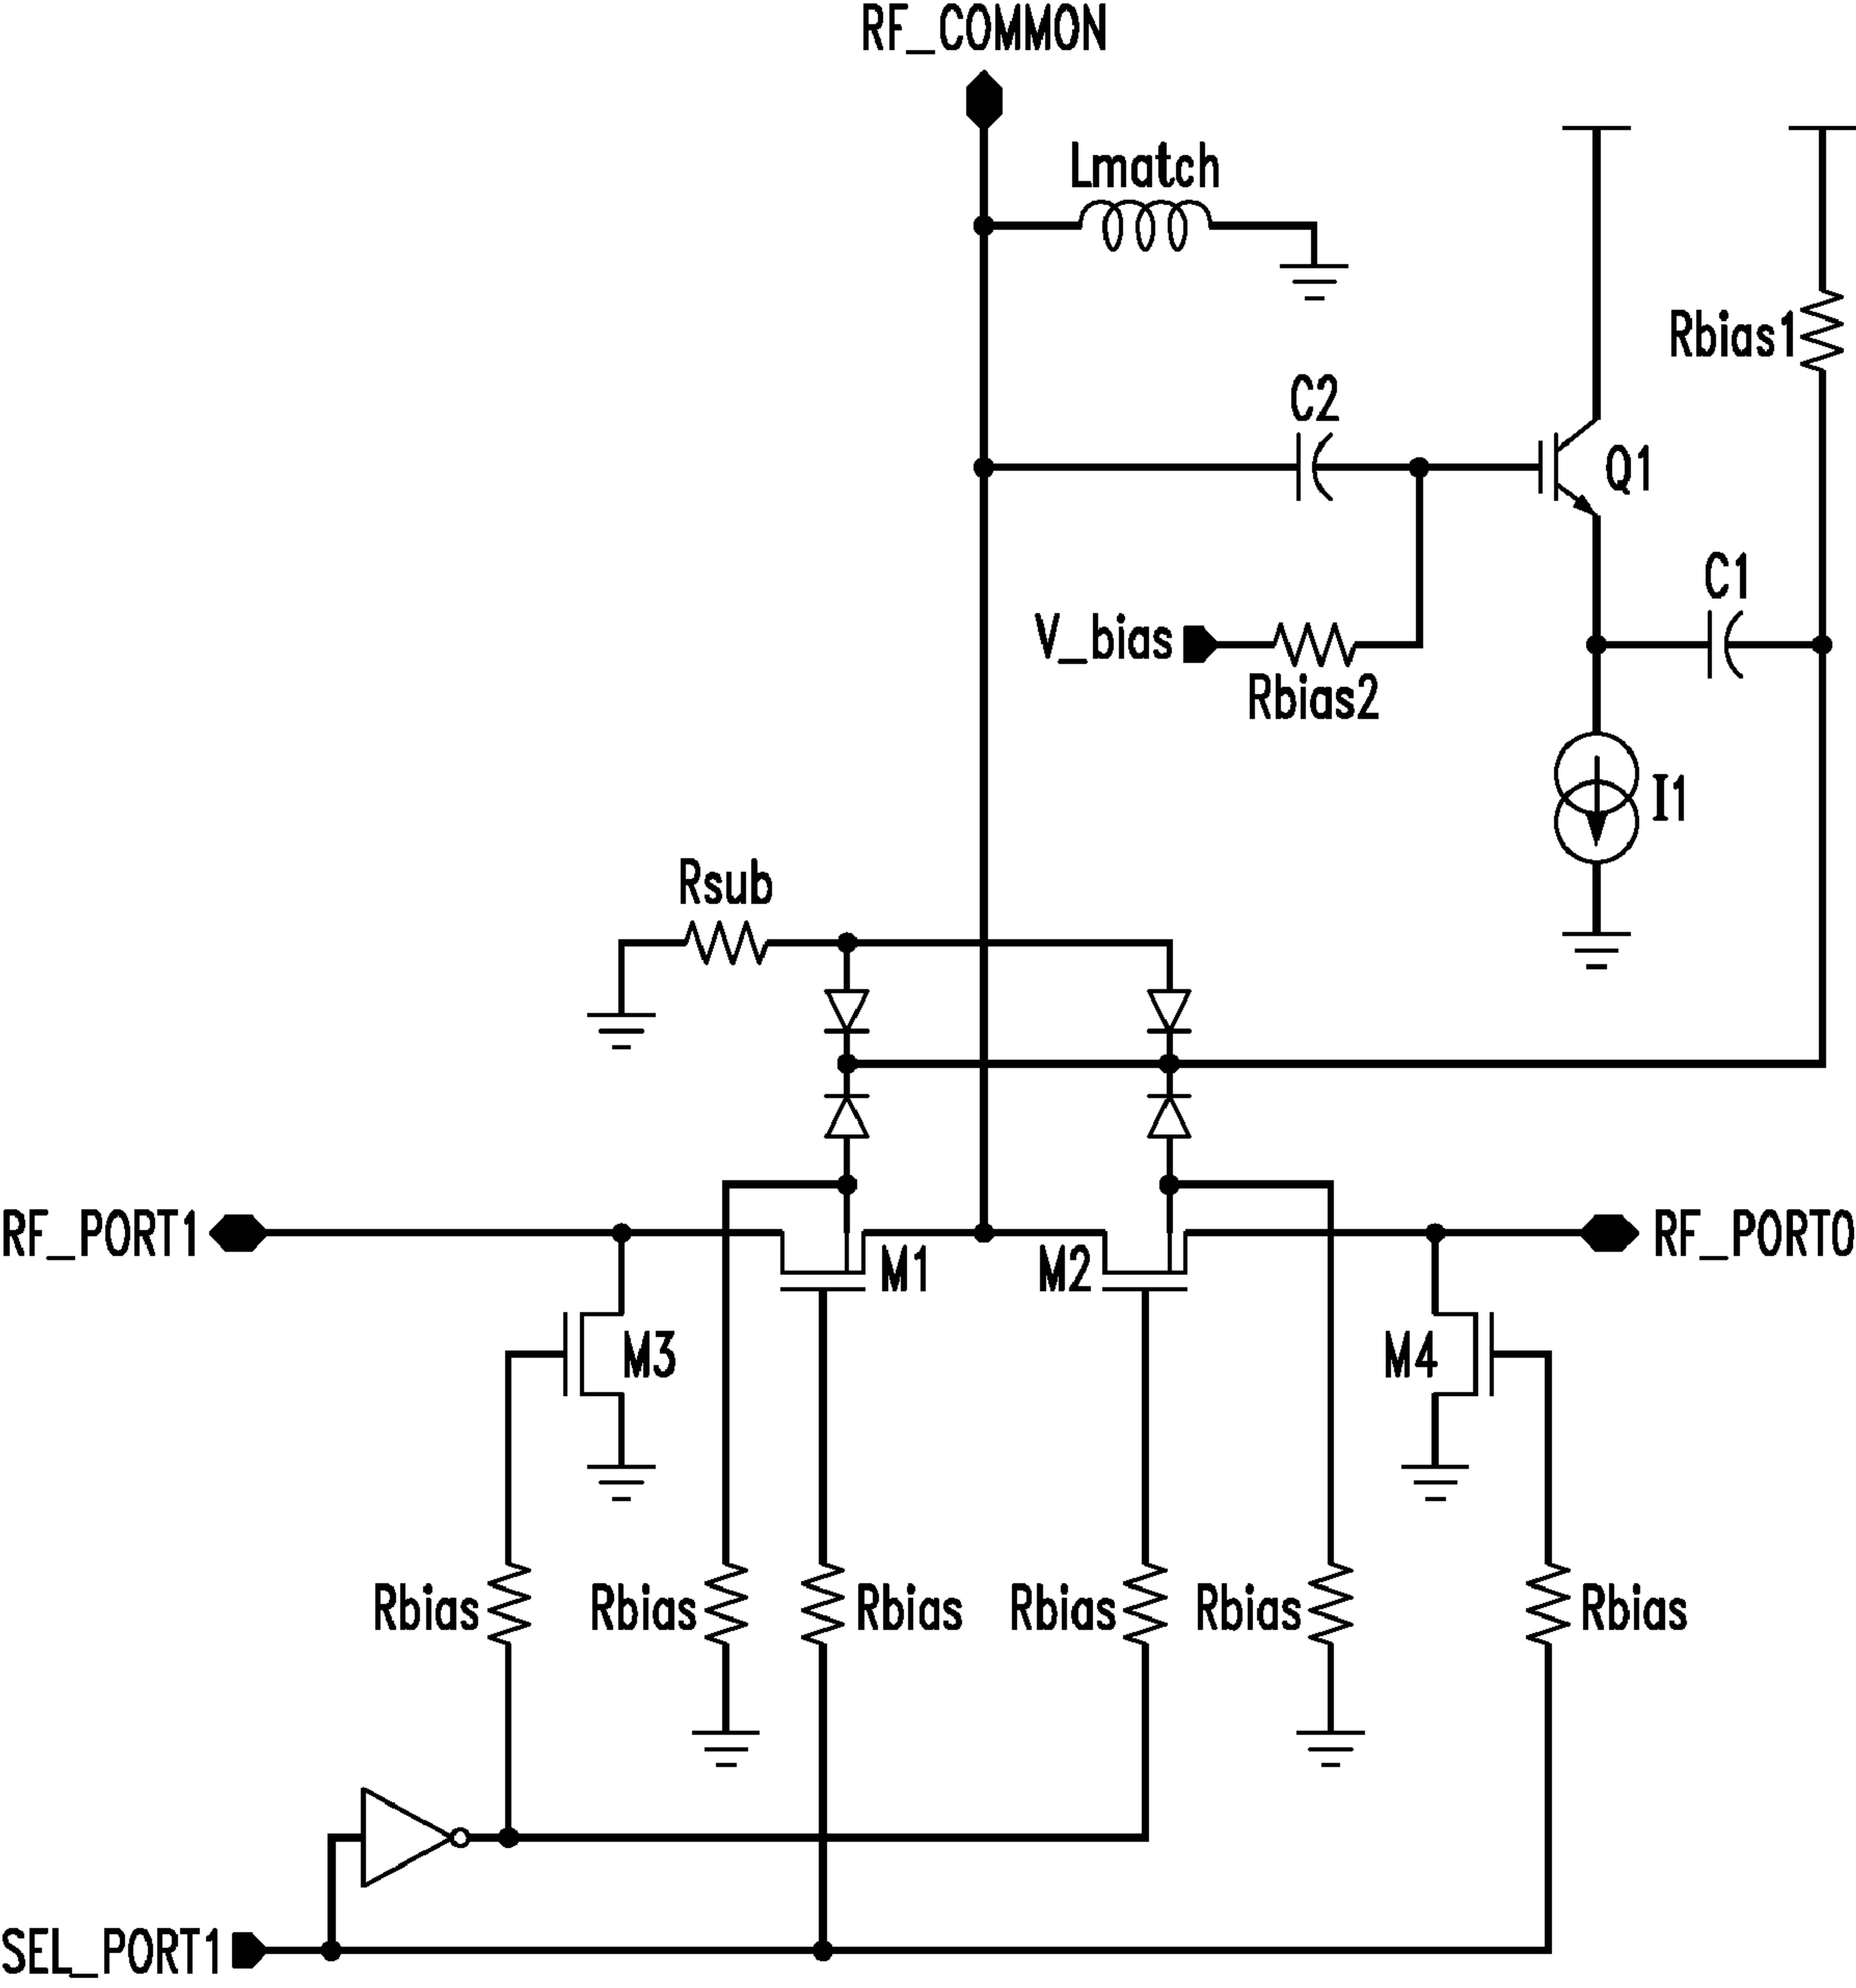 RF_COMMON
Lmatch
Rbias1
C2
Q1
C1
V_bias
Rbias2
I1
Rsub
RF_PORT1
M1
M2
RF_PORT0
M3
M4
Rbias
Rbias
Rbias
Rbias
Rbias
Rbias
SEL_PORT1